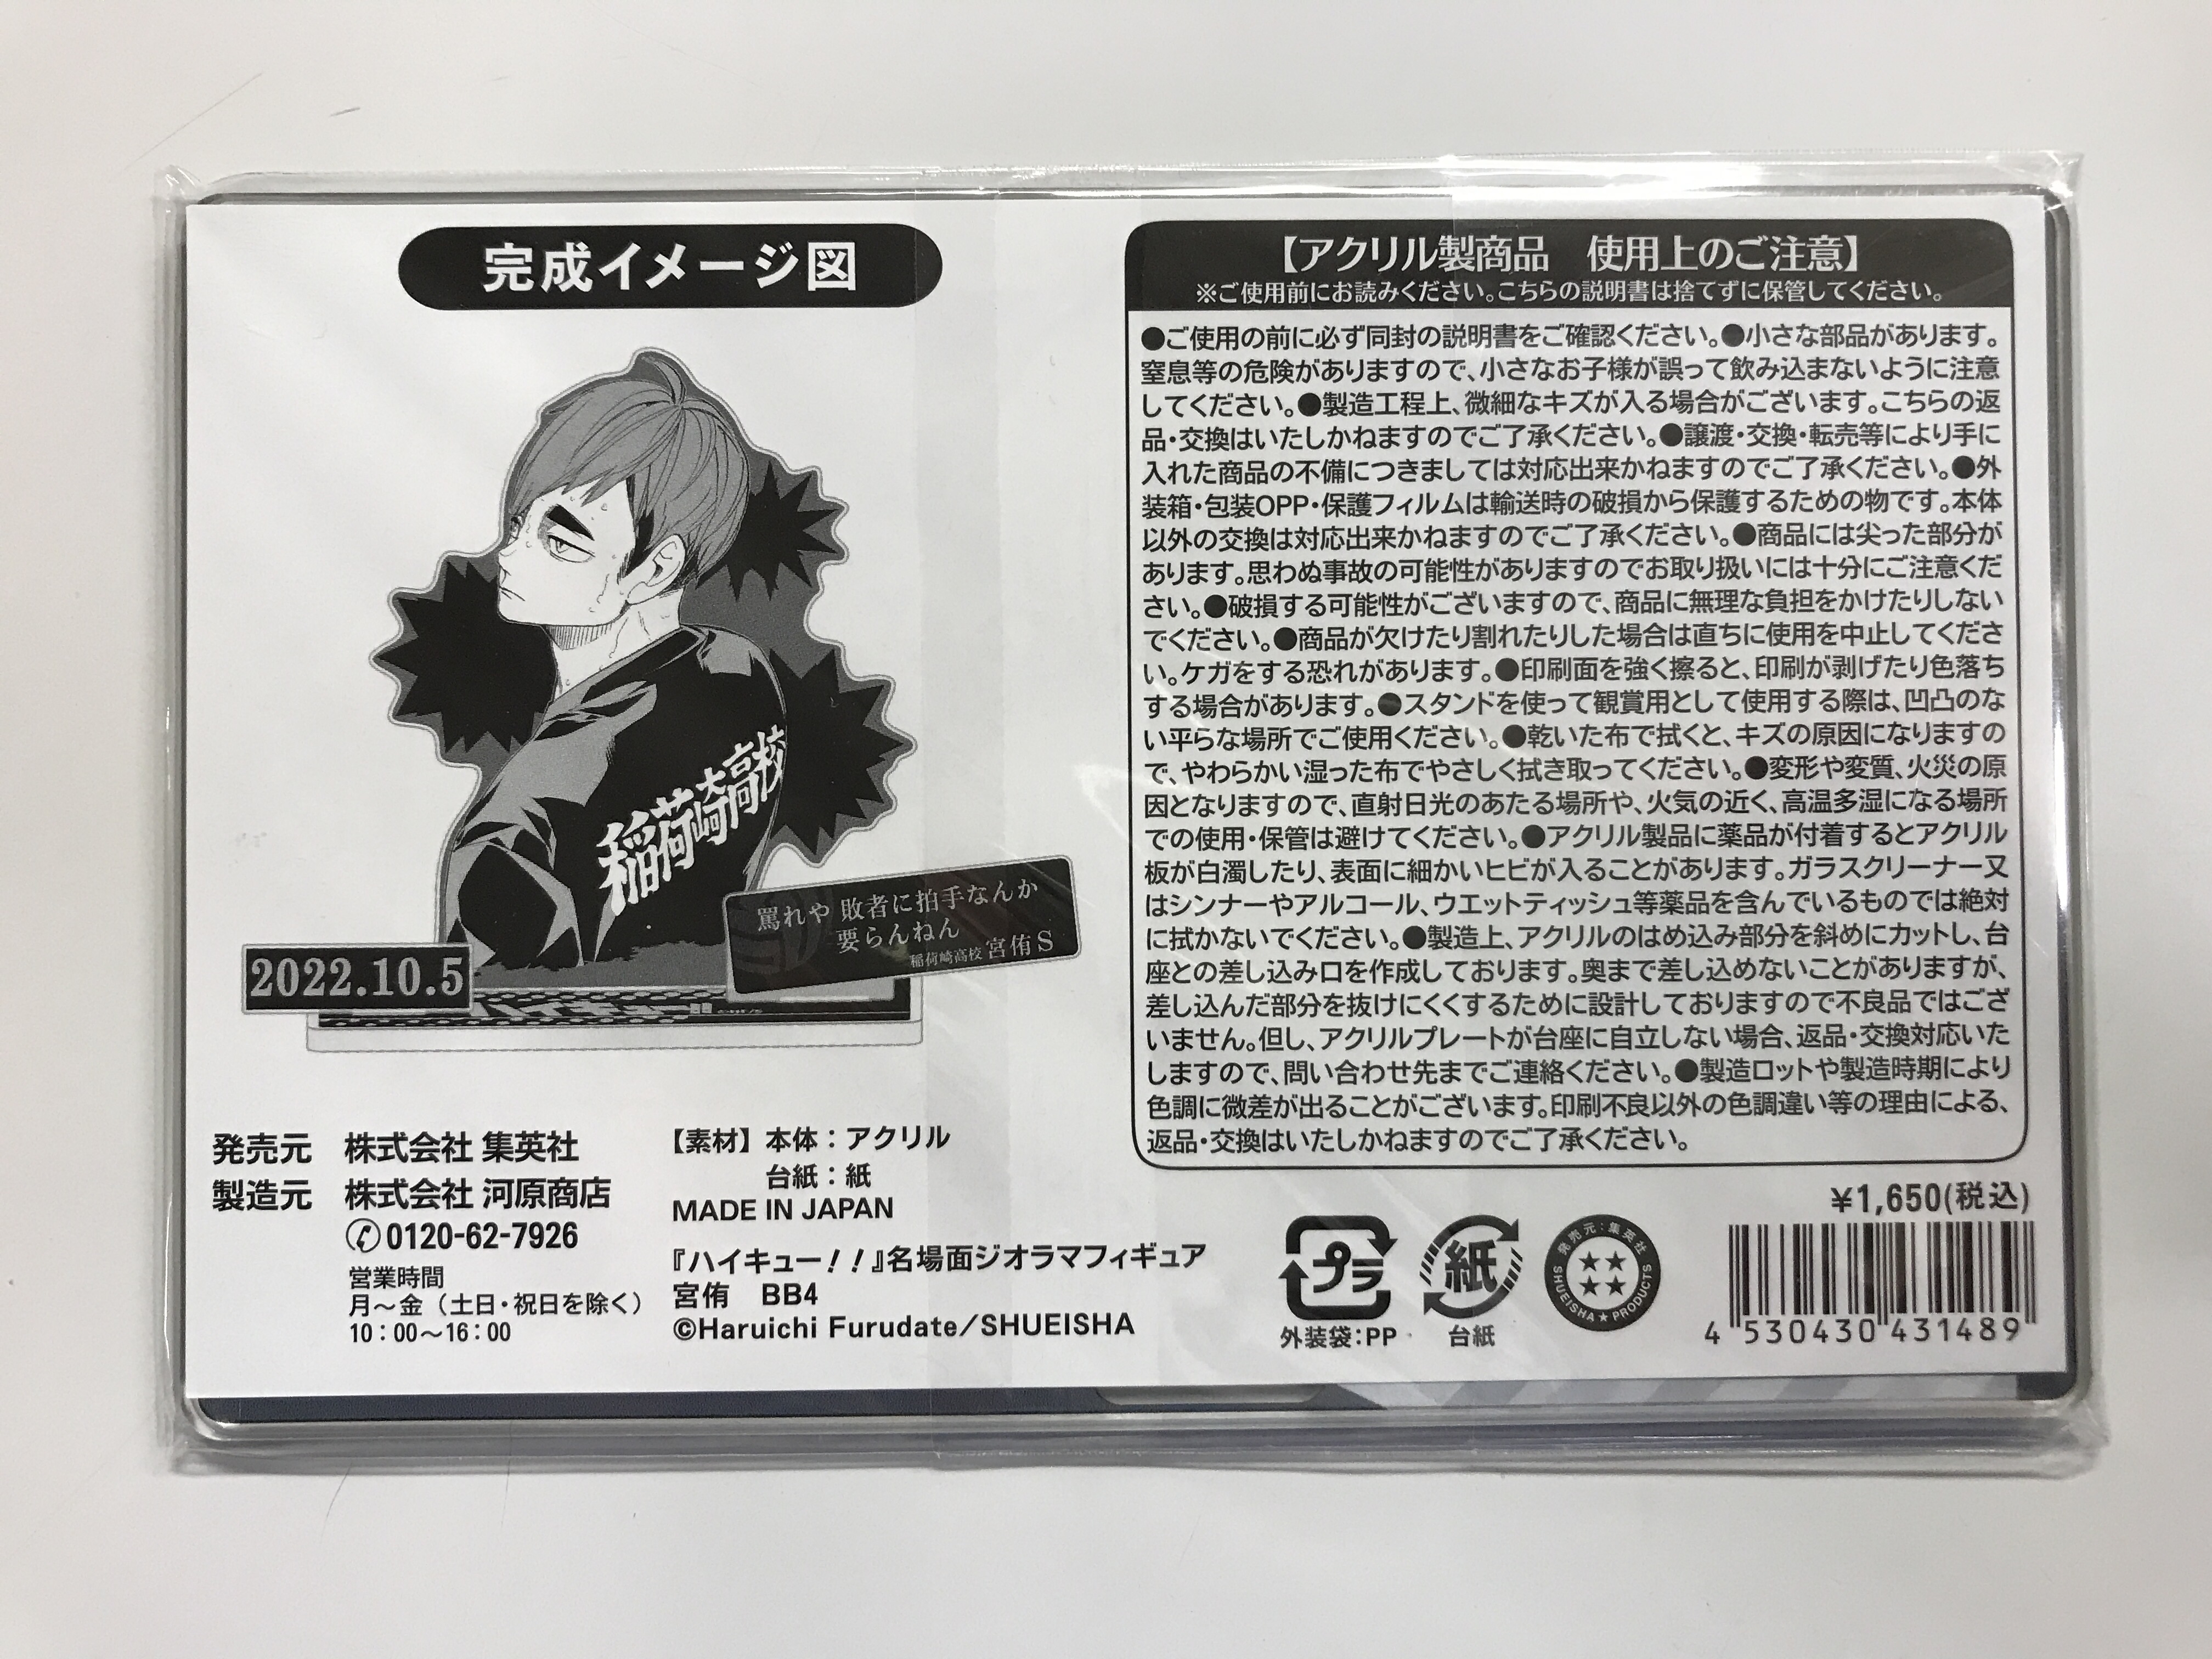 完成イメージ図
稲荷崎高校
罵れや 敗者に拍手なんか
要らんねん
稲荷崎高校 宮侑 S
2022.10.5
ハイキュー!!
発売元 株式会社 集英社
製造元 株式会社 河原商店
0120-62-7926
営業時間
月～金（土日・祝日を除く）
10：00～16：00
【素材】本体：アクリル
台紙：紙
MADE IN JAPAN
『ハイキュー！！』名場面ジオラマフィギュア
宮侑 BB4
©Haruichi Furudate/SHUEISHA
【アクリル製商品 使用上のご注意】
※ご使用前にお読みください。こちらの説明書は捨てずに保管してください。
●ご使用の前に必ず同封の説明書をご確認ください。●小さな部品があります。
窒息等の危険がありますので、小さなお子様が誤って飲み込まないように注意
してください。●製造工程上、微細なキズが入る場合がございます。こちらの返
品・交換はいたしかねますのでご了承ください。●譲渡・交換・転売等により手に
入れた商品の不備につきましては対応出来かねますのでご了承ください。●外
装箱・包装OPP・保護フィルムは輸送時の破損から保護するための物です。本体
以外の交換は対応出来かねますのでご了承ください。●商品には尖った部分が
あります。思わぬ事故の可能性がありますのでお取り扱いには十分にご注意くだ
さい。●破損する可能性がございますので、商品に無理な負担をかけたりしない
でください。●商品が欠けたり割れたりした場合は直ちに使用を中止してくださ
い。ケガをする恐れがあります。●印刷面を強く擦ると、印刷が剥げたり色落ち
する場合があります。●スタンドを使って観賞用として使用する際は、凹凸のな
い平らな場所でご使用ください。●乾いた布で拭くと、キズの原因になりますの
で、やわらかい湿った布でやさしく拭き取ってください。●変形や変質、火災の原
因となりますので、直射日光のあたる場所や、火気の近く、高温多湿になる場所
での使用・保管は避けてください。●アクリル製品に薬品が付着するとアクリル
板が白濁したり、表面に細かいヒビが入ることがあります。ガラスクリーナー又
はシンナーやアルコール、ウエットティッシュ等薬品を含んでいるものでは絶対
に拭かないでください。●製造上、アクリルのはめ込み部分を斜めにカットし、台
座との差し込み口を作成しております。奥まで差し込めないことがありますが、
差し込んだ部分を抜けにくくするために設計しておりますので不良品ではござ
いません。但し、アクリルプレートが台座に自立しない場合、返品・交換対応いた
しますので、問い合わせ先までご連絡ください。●製造ロットや製造時期により
色調に微差が出ることがございます。印刷不良以外の色調違い等の理由による、
返品・交換はいたしかねますのでご了承ください。
¥1,650(税込)
プラ
外装袋：PP
紙
台紙
発売元：集英社
SHUEISHA★PRODUCTS
4 530430 431489